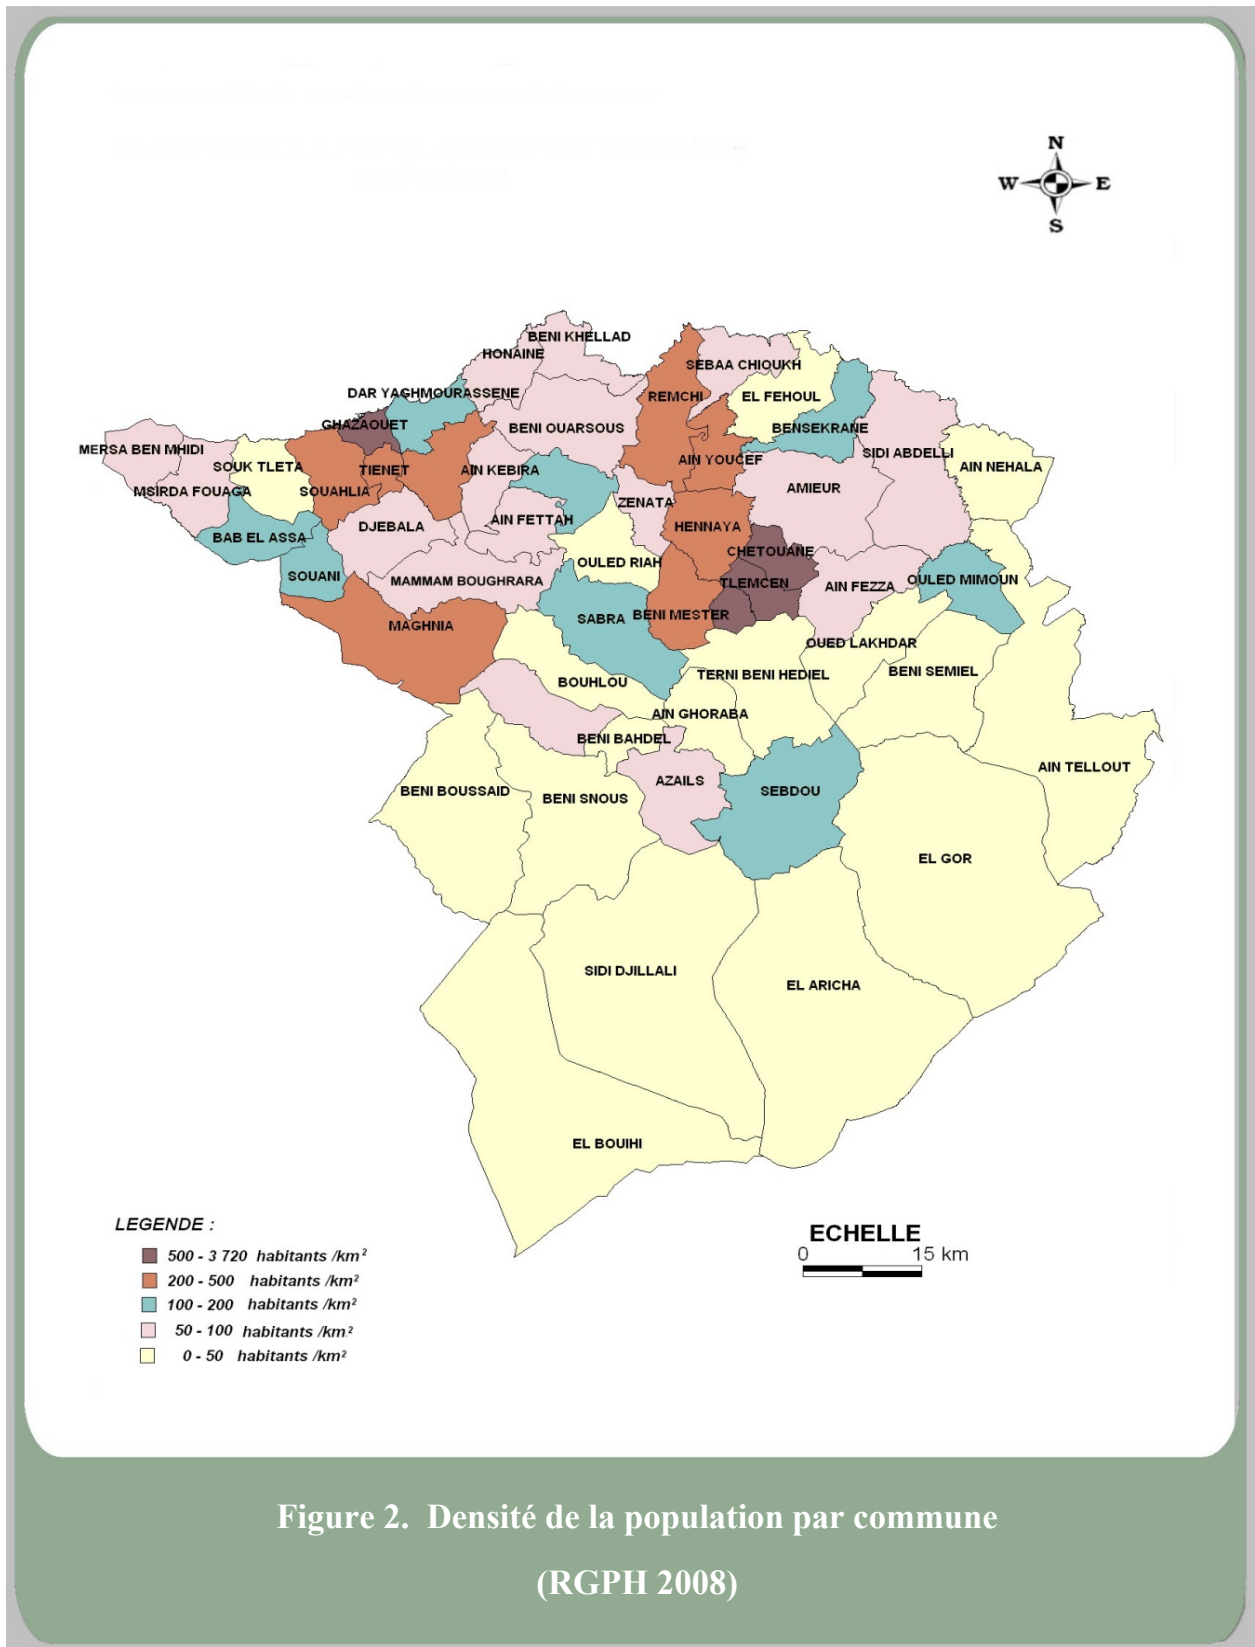 N
W E
S
BENI KHELLAD
HONAINE
SEBAA CHIOUKH
DAR YAGHMOURASSENE
REMCHI
EL FEHOUL
GHAZAOUET
BENI OUARSOUS
BENSEKRANE
MERSA BEN MHIDI
SIDI ABDELLI
SOUK TLETA
TIENET
AIN KEBIRA
AIN YOUCEF
AIN NEHALA
MSIRDA FOUAGA
SOUAHLIA
AMIEUR
ZENATA
DJEBALA
AIN FETTAH
HENNAYA
BAB EL ASSA
CHETOUANE
OULED RIAH
SOUANI
MAMMAM BOUGHRARA
TLEMCEN
AIN FEZZA
OULED MIMOUN
SABRA
BENI MESTER
MAGHNIA
OUED LAKHDAR
BENI SEMIEL
TERNI BENI HEDIEL
BOUHLOU
AIN GHORABA
BENI BAHDEL
AIN TELLOUT
AZAILS
BENI BOUSSAID
BENI SNOUS
SEBDOU
EL GOR
SIDI DJILLALI
EL ARICHA
EL BOUIHI
LEGENDE :
500 - 3 720 habitants /km²
200 - 500 habitants /km²
100 - 200 habitants /km²
50 - 100 habitants /km²
0 - 50 habitants /km²
ECHELLE
0 15 km
Figure 2. Densité de la population par commune
(RGPH 2008)